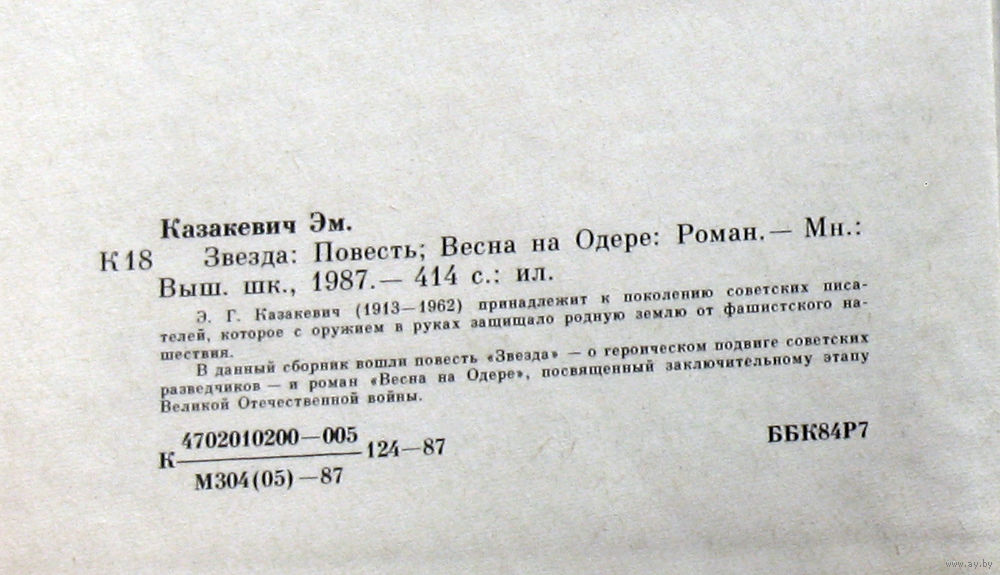 Казакевич Эм.
К18 Звезда: Повесть; Весна на Одере: Роман.— Мн.:
Выш. шк., 1987.— 414 с.: ил.
Э. Г. Казакевич (1913—1962) принадлежит к поколению советских писа-
телей, которое с оружием в руках защищало родную землю от фашистского на-
шествия.
В данный сборник вошли повесть «Звезда» — о героическом подвиге советских
разведчиков — и роман «Весна на Одере», посвященный заключительному этапу
Великой Отечественной войны.
4702010200—005
К 124—87
М304(05)—87
ББК84Р7
www.ay.by